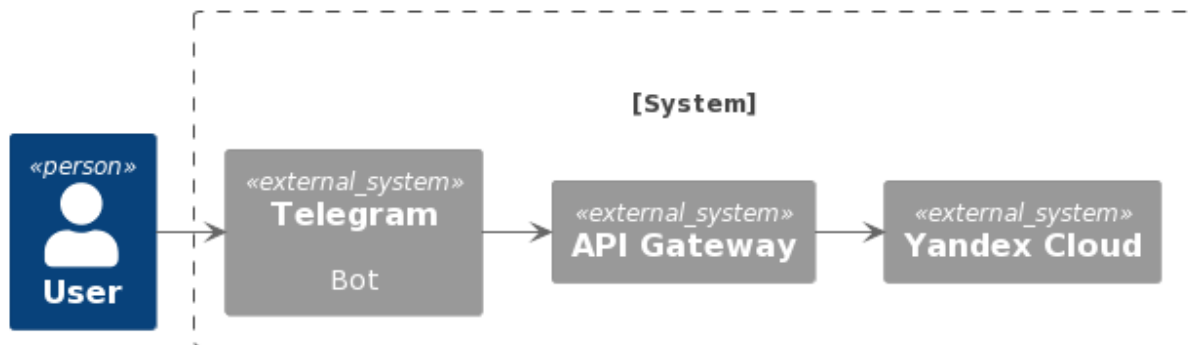 [System]
«person»
User
«external_system»
Telegram
Bot
«external_system»
API Gateway
«external_system»
Yandex Cloud